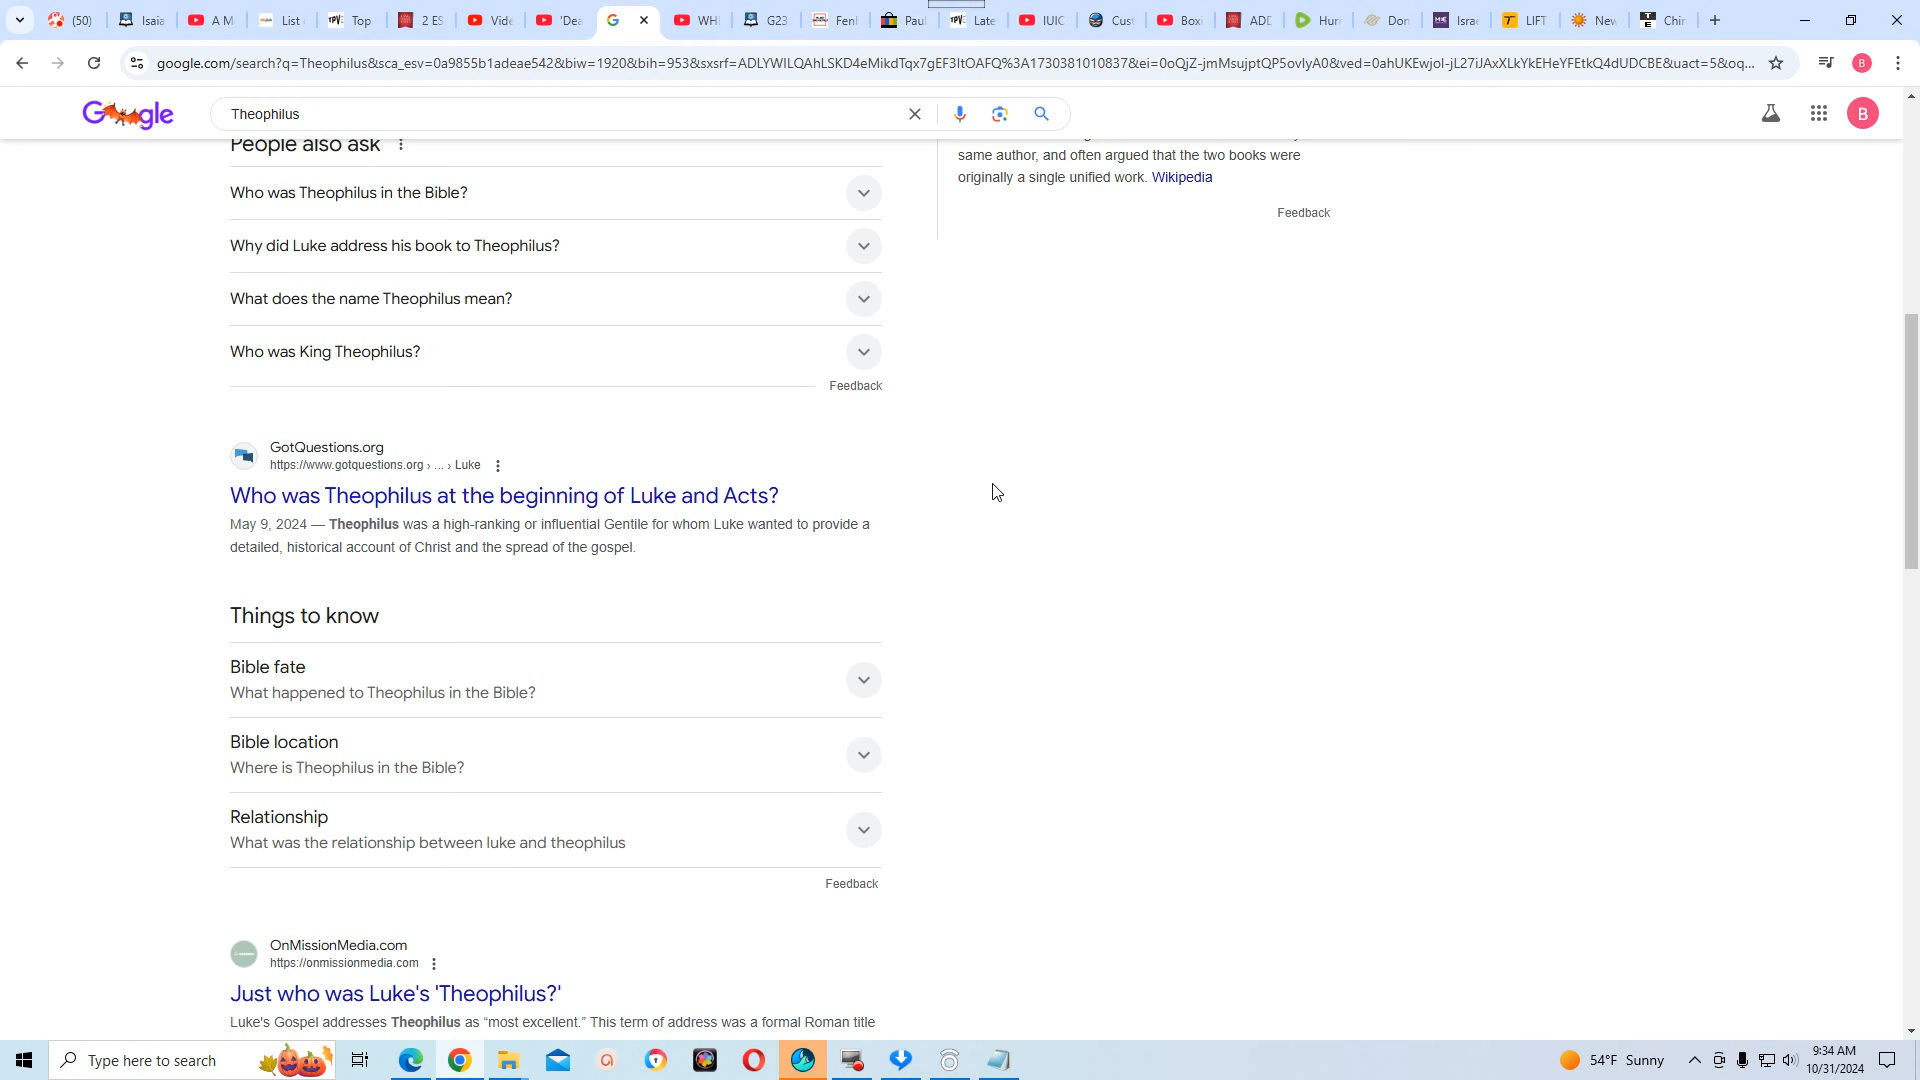 (50)
Isaia
A M
List
Top
2 ES
Vide
'Dea
WHI
G23
Fenl
Pau
Late
IUIC
Cust
Boxi
ADD
Huri
Don
Isra
LIFT
New
Chir
google.com/search?q=Theophilus&sca_esv=0a9855b1adeae542&biw=1920&bih=953&sxsrf=ADLYWILQAhLSKD4eMikdTqx7gEF3ItOAFQ%3A1730381010837&ei=0oQjZ-jmMsujptQP5ovIyA0&ved=0ahUKEwjoI-jL27iJAxXLkYkEHeYFEtkQ4dUDCBE&uact=5&oq...
B
Google
Theophilus
B
People also ask
Who was Theophilus in the Bible?
Why did Luke address his book to Theophilus?
What does the name Theophilus mean?
Who was King Theophilus?
Feedback
same author, and often argued that the two books were
originally a single unified work. Wikipedia
Feedback
GotQuestions.org
https://www.gotquestions.org › ... › Luke
Who was Theophilus at the beginning of Luke and Acts?
May 9, 2024 — Theophilus was a high-ranking or influential Gentile for whom Luke wanted to provide a
detailed, historical account of Christ and the spread of the gospel.
Things to know
Bible fate
What happened to Theophilus in the Bible?
Bible location
Where is Theophilus in the Bible?
Relationship
What was the relationship between luke and theophilus
Feedback
OnMissionMedia.com
https://onmissionmedia.com
Just who was Luke's 'Theophilus?'
Luke's Gospel addresses Theophilus as “most excellent.” This term of address was a formal Roman title
Type here to search
54°F Sunny
9:34 AM
10/31/2024